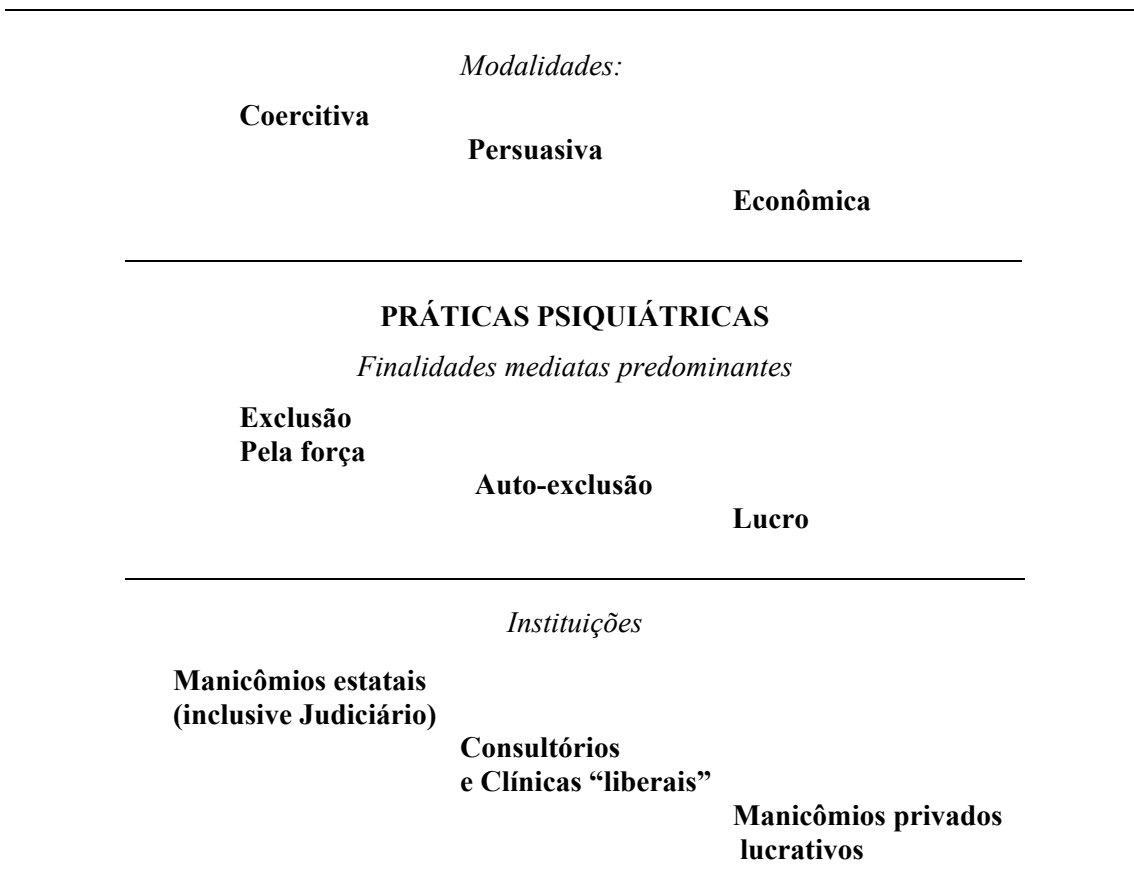 Modalidades:
Coercitiva
Persuasiva
Econômica
PRÁTICAS PSIQUIÁTRICAS
Finalidades mediatas predominantes
Exclusão
Pela força
Auto-exclusão
Lucro
Instituições
Manicômios estatais
(inclusive Judiciário)
Consultórios
e Clínicas “liberais”
Manicômios privados
lucrativos